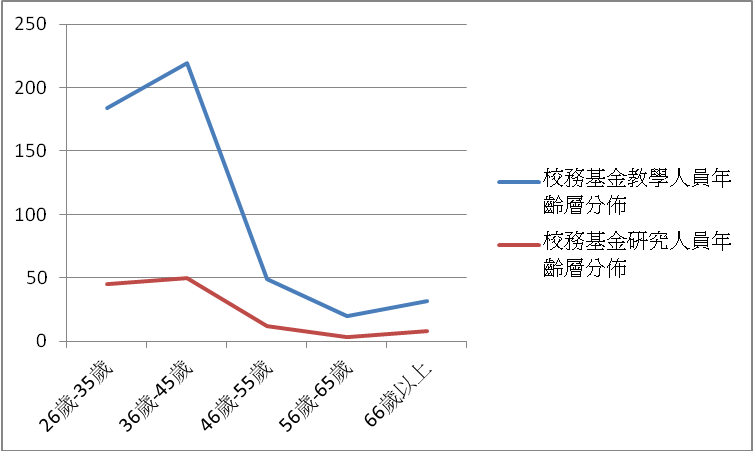 250
200
150
100
50
0
26歲-35歲
36歲-45歲
46歲-55歲
56歲-65歲
66歲以上
校務基金教學人員年
齡層分佈
校務基金研究人員年
齡層分佈